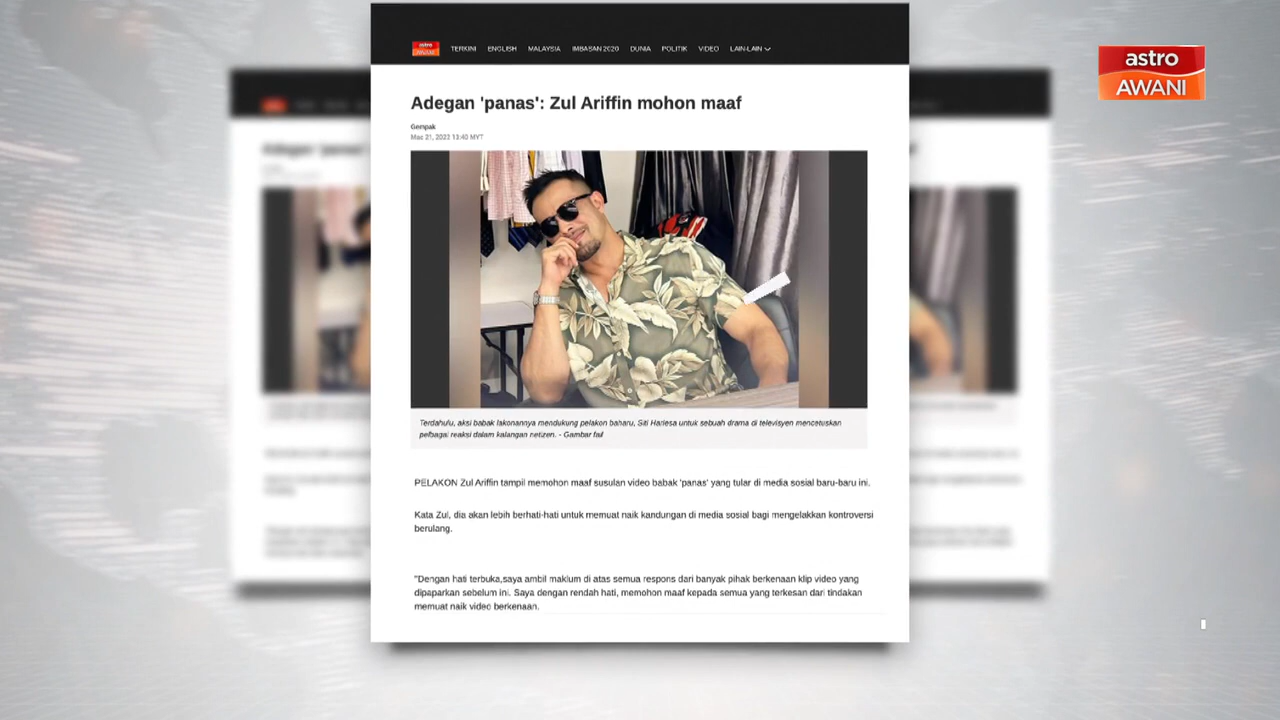 astro
AWANI
astro
AWANI
TERKINI ENGLISH MALAYSIA IMBASAN 2020 DUNIA POLITIK VIDEO LAIN-LAIN
Adegan 'panas': Zul Ariffin mohon maaf
Gempak
Mac 21, 2022 13:40 MYT
Terdahulu, aksi babak lakonannya mendukung pelakon baharu, Siti Hariesa untuk sebuah drama di televisyen mencetuskan
pelbagai reaksi dalam kalangan netizen. - Gambar fail
PELAKON Zul Ariffin tampil memohon maaf susulan video babak 'panas' yang tular di media sosial baru-baru ini.
Kata Zul, dia akan lebih berhati-hati untuk memuat naik kandungan di media sosial bagi mengelakkan kontroversi
berulang.
"Dengan hati terbuka,saya ambil maklum di atas semua respons dari banyak pihak berkenaan klip video yang
dipaparkan sebelum ini. Saya dengan rendah hati, memohon maaf kepada semua yang terkesan dari tindakan
memuat naik video berkenaan.